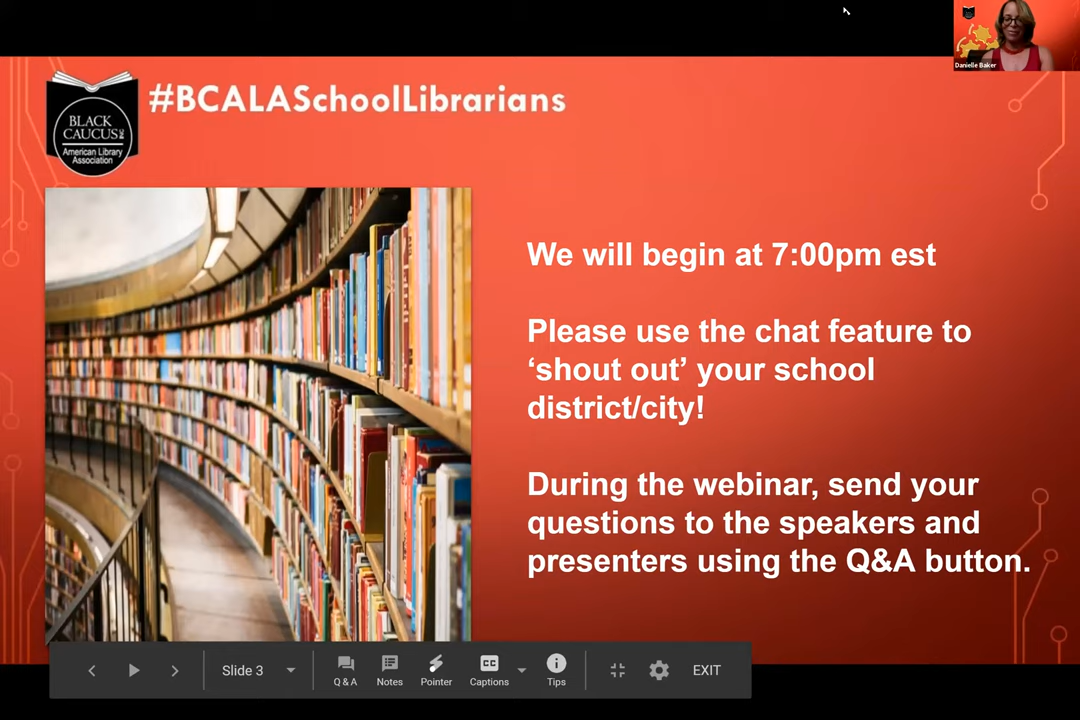 Danielle Baker
#BCALASchoolLibrarians
BLACK
CAUCUS
American Library
Association
We will begin at 7:00pm est
Please use the chat feature to
‘shout out’ your school
district/city!
During the webinar, send your
questions to the speakers and
presenters using the Q&A button.
Slide 3
Q & A
Notes
Pointer
CC
Captions
Tips
EXIT